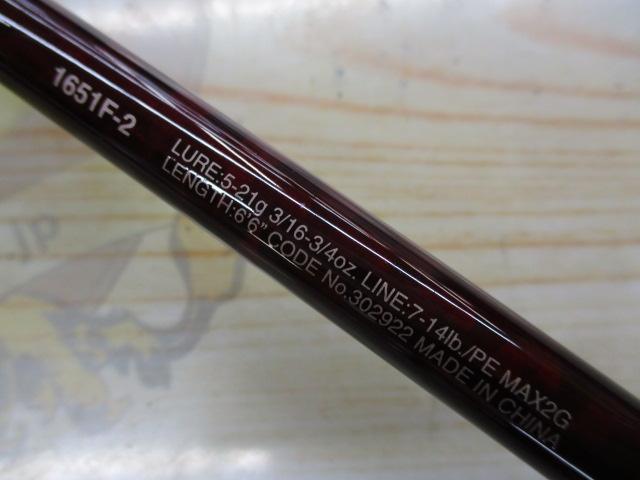 1651F-2
LURE:5-21g 3/16-3/4oz. LINE:7-14lb./PE MAX2G
LENGTH:6'6" CODE No.302922 MADE IN CHINA
JP